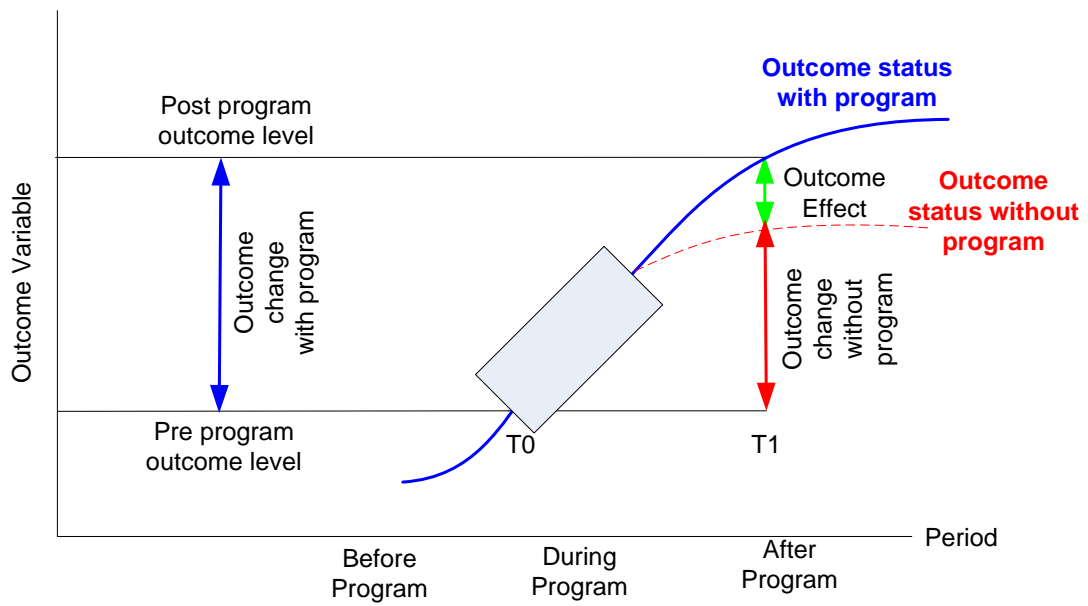 Outcome status
with program
Post program
outcome level
Outcome
Effect
Outcome
status without
program
Outcome Variable
Outcome
change
with program
Outcome
change
without
program
Pre program
outcome level
T0
T1
Period
Before
Program
During
Program
After
Program